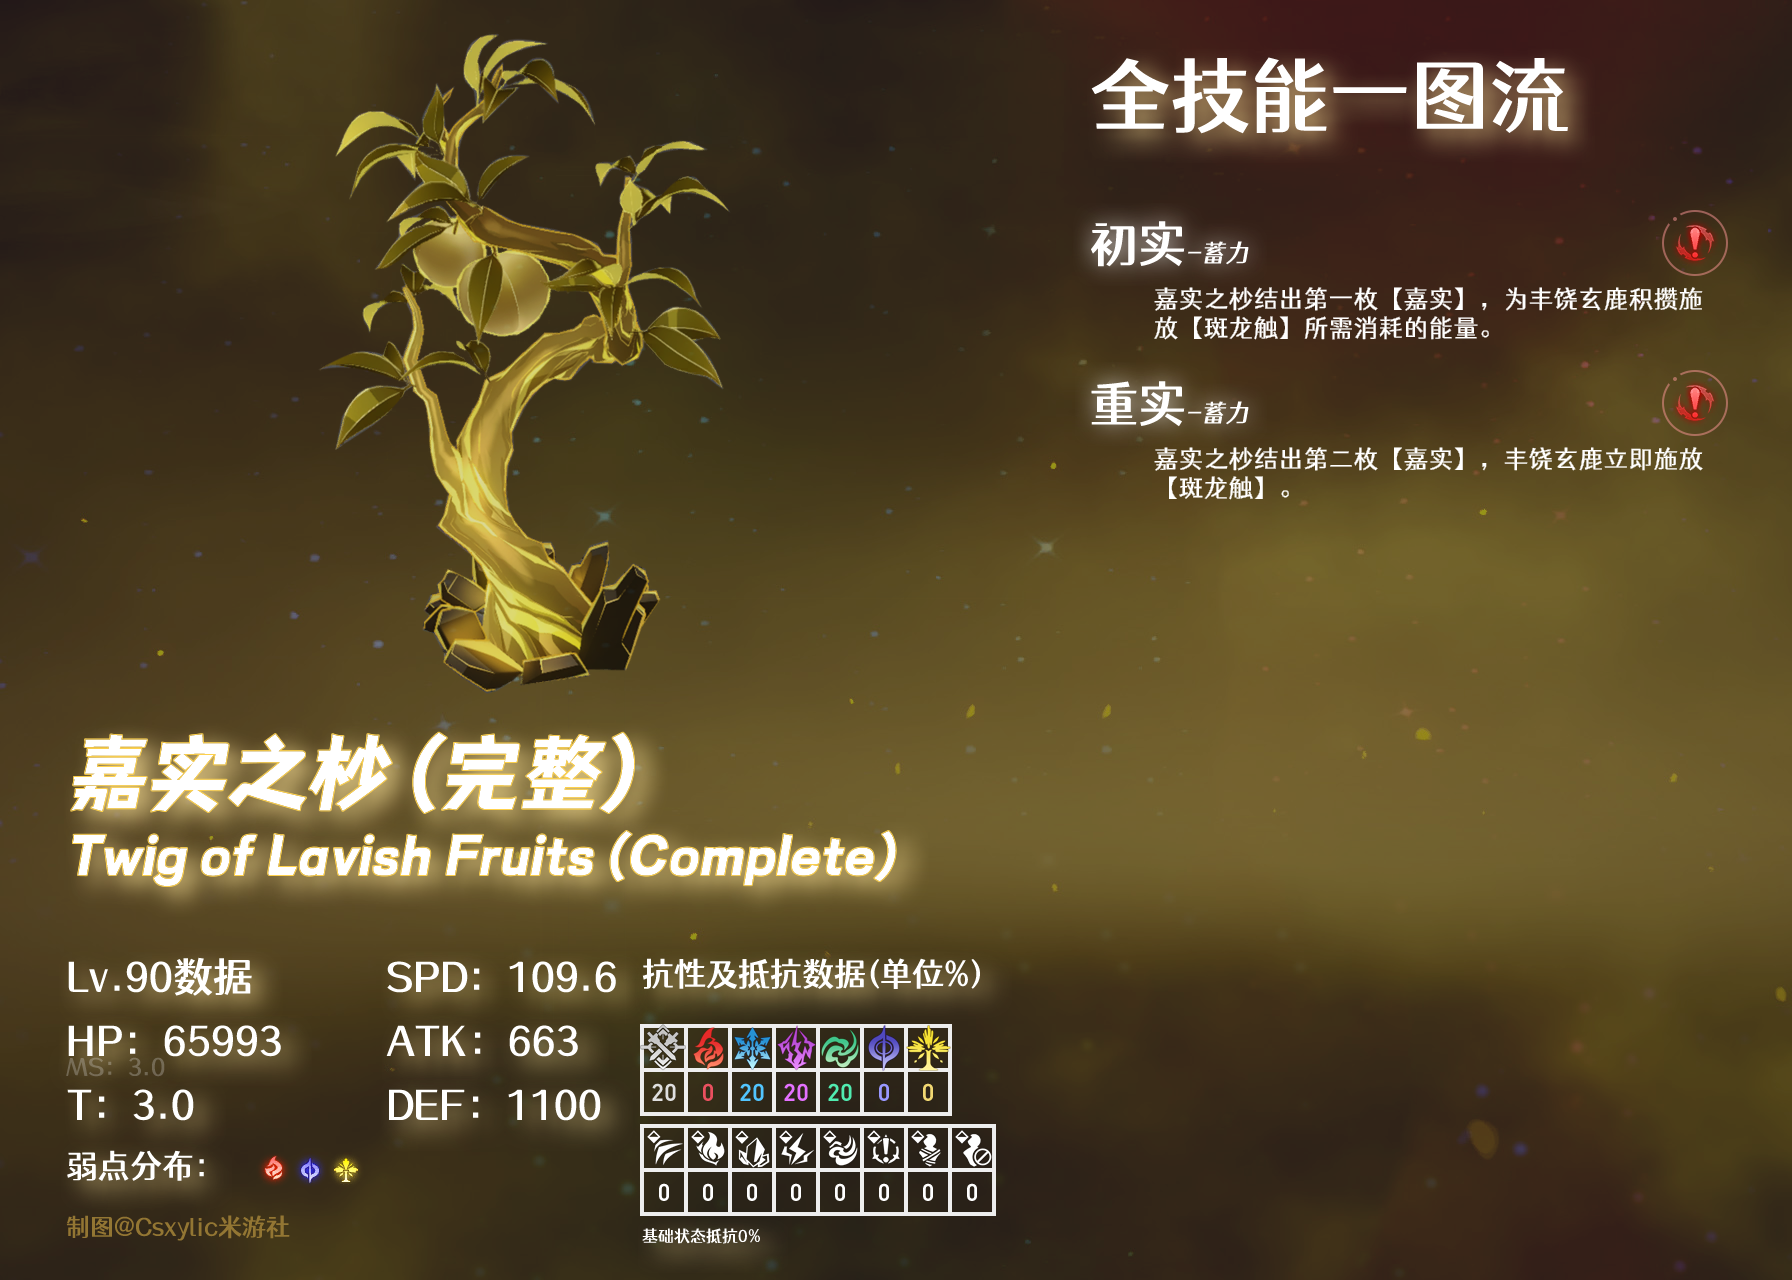 全技能一图流
初实-蓄力
嘉实之杪结出第一枚【嘉实】，为丰饶玄鹿积攒施
放【斑龙触】所需消耗的能量。
重实-蓄力
嘉实之杪结出第二枚【嘉实】，丰饶玄鹿立即施放
【斑龙触】。
嘉实之杪（完整）
Twig of Lavish Fruits (Complete)
Lv.90数据
SPD：109.6
HP：65993
ATK：663
MS：3.0
T：3.0
DEF：1100
弱点分布：
制图@Csxylic米游社
抗性及抵抗数据(单位%)
20 0 20 20 20 0 0
0 0 0 0 0 0 0 0
基础状态抵抗0%